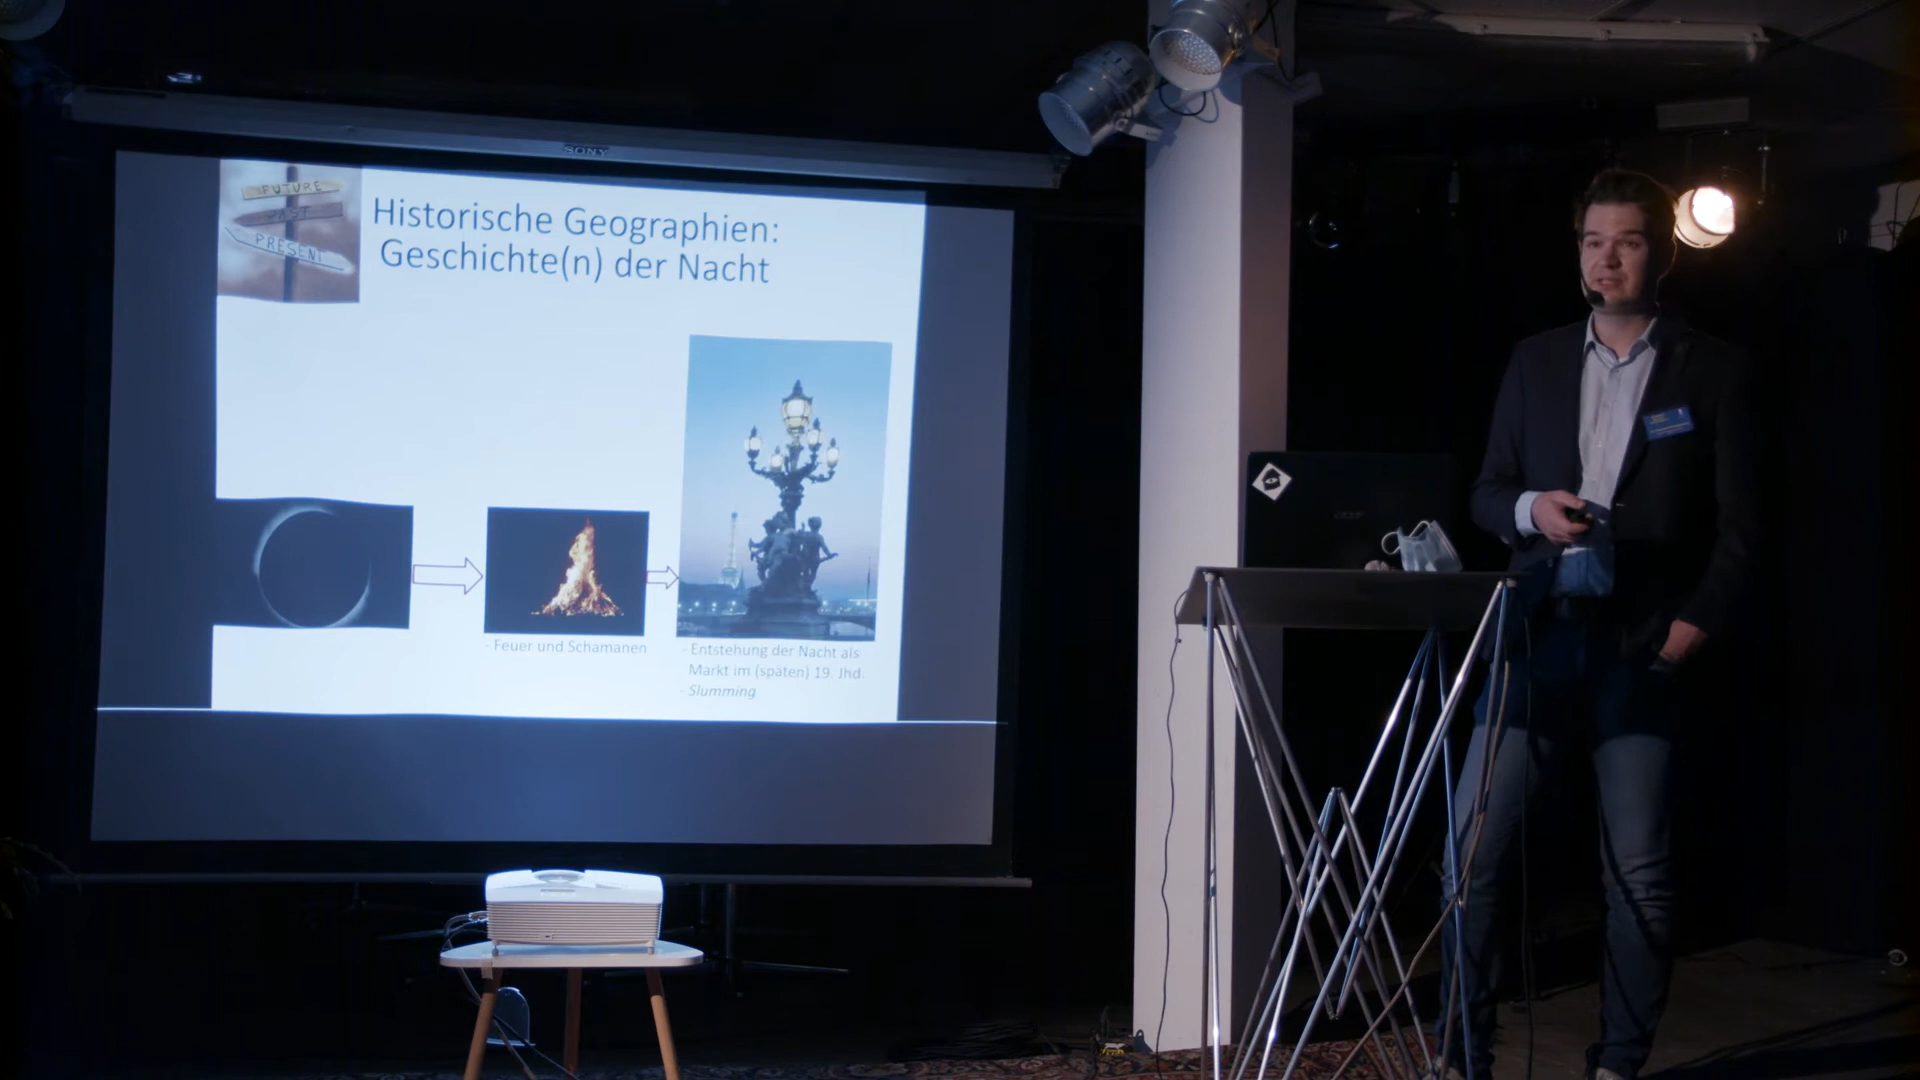 SONY
FUTURE
PAST
PRESENT
Historische Geographien:
Geschichte(n) der Nacht
- Feuer und Schamanen
- Entstehung der Nacht als
Markt im (späten) 19. Jhd.
- Slumming
acer